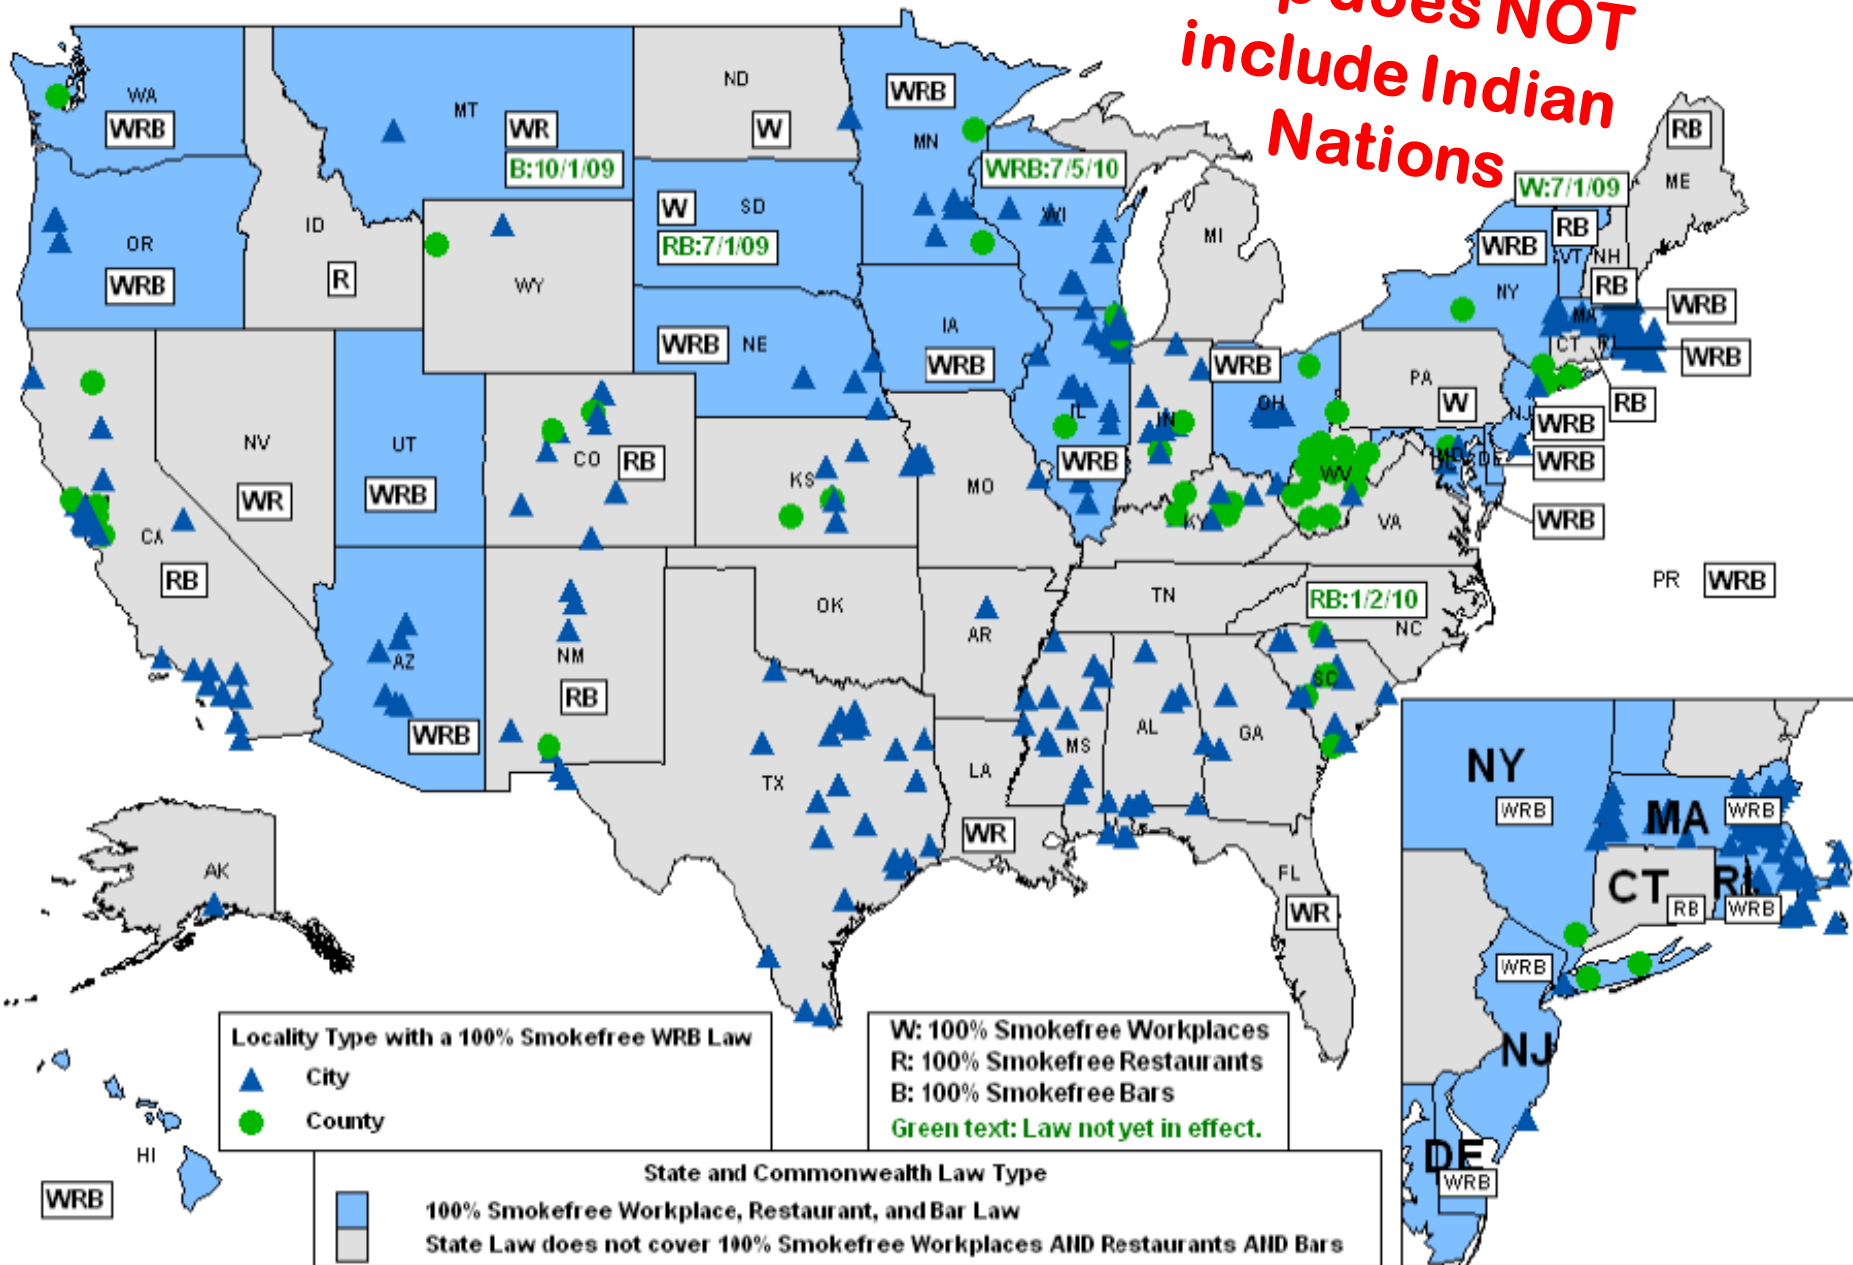 does NOT
include Indian
Nations
WA
WRB
MT
WR
B:10/1/09
ND
W
WRB
MN
WRB:7/5/10
WI
MI
RB
ME
W:7/1/09
RB
WRB
VT
NH
RB
NY
WRB
MA
CT
RI
WRB
RB
OR
WRB
ID
R
WY
W
SD
RB:7/1/09
WRB
NE
IA
WRB
IL
WRB
IN
WRB
OH
PA
W
NJ
WRB
MD
DE
WRB
WRB
DC
WV
VA
KY
NV
WR
UT
WRB
CO
RB
KS
MO
CA
RB
AZ
WRB
NM
RB
OK
AR
TN
RB:1/2/10
NC
SC
PR
WRB
TX
LA
WR
MS
AL
GA
FL
WR
AK
HI
WRB
NY
WRB
MA
WRB
CT
RB
RI
WRB
WRB
NJ
DE
WRB
Locality Type with a 100% Smokefree WRB Law
City
County
W: 100% Smokefree Workplaces
R: 100% Smokefree Restaurants
B: 100% Smokefree Bars
Green text: Law not yet in effect.
State and Commonwealth Law Type
100% Smokefree Workplace, Restaurant, and Bar Law
State Law does not cover 100% Smokefree Workplaces AND Restaurants AND Bars